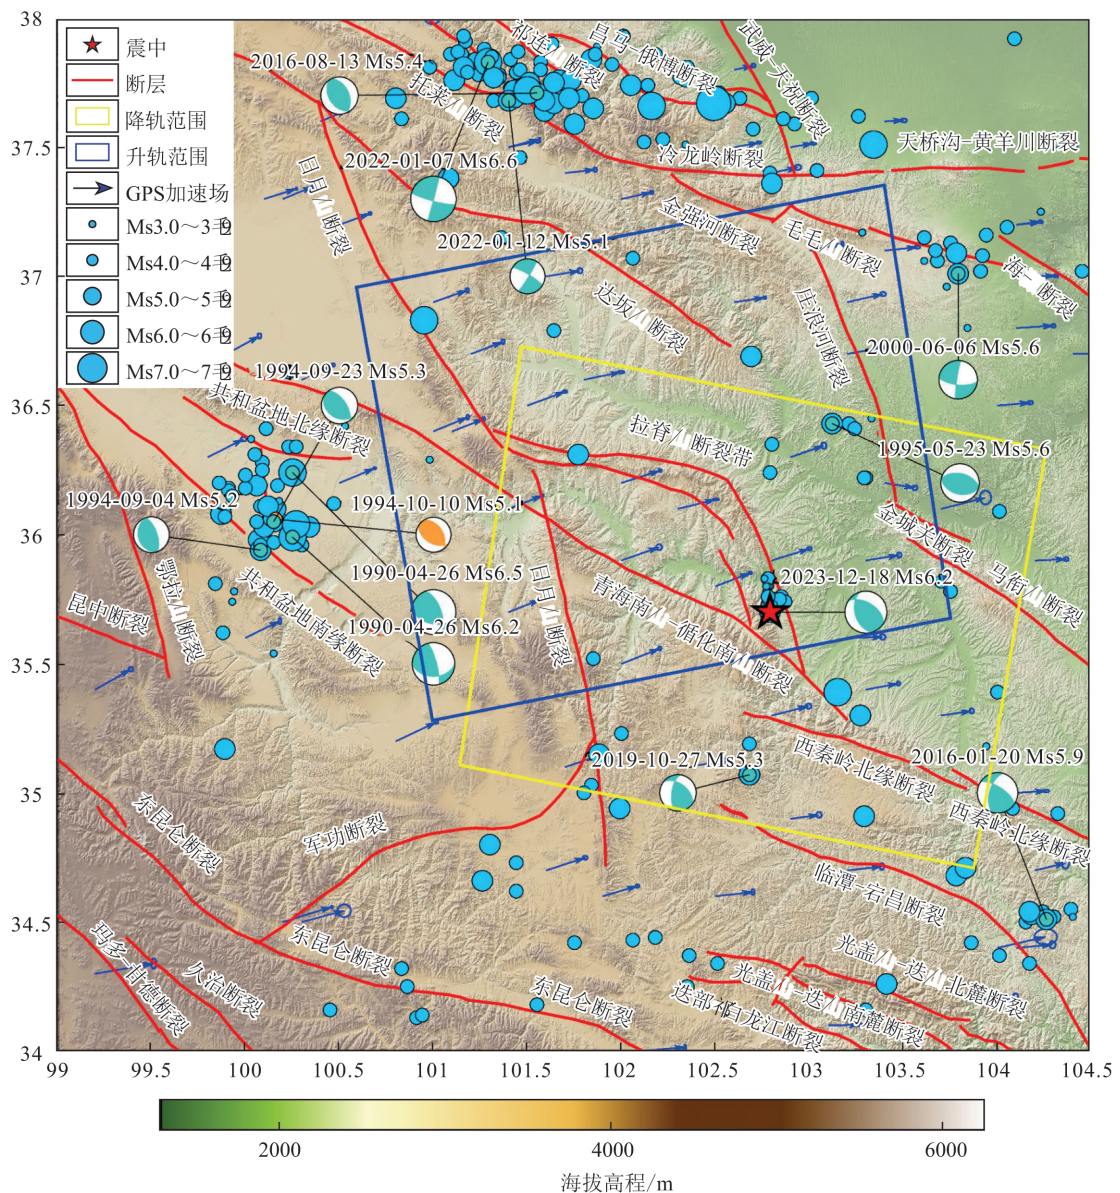 38
37.5
37
36.5
36
35.5
35
34.5
34
99
99.5
100
100.5
101
101.5
102
102.5
103
103.5
104
104.5
震中
断层
降轨范围
升轨范围
GPS加速场
Ms3.0～3毛9
Ms4.0～4毛9
Ms5.0～5毛9
Ms6.0～6毛9
Ms7.0～7毛9
祁连山断裂
昌马-俄博断裂
武威-天祝断裂
2016-08-13 Ms5.4
托莱山断裂
天桥沟-黄羊川断裂
冷龙岭断裂
2022-01-07 Ms6.6
日月山断裂
金强河断裂
毛毛山断裂
2022-01-12 Ms5.1
海原断裂
达坂山断裂
庄浪河断裂
2000-06-06 Ms5.6
1994-09-23 Ms5.3
共和盆地北缘断裂
拉脊山断裂带
1995-05-23 Ms5.6
1994-09-04 Ms5.2
1994-10-10 Ms5.1
金城关断裂
1990-04-26 Ms6.5
2023-12-18 Ms6.2
马衔山断裂
鄂拉山断裂
昆中断裂
共和盆地南缘断裂
日月山断裂
青海南山-循化南山断裂
1990-04-26 Ms6.2
2019-10-27 Ms5.3
西秦岭北缘断裂
2016-01-20 Ms5.9
东昆仑断裂
军功断裂
西秦岭北缘断裂
临潭-宕昌断裂
玛多-甘德断裂
久治断裂
东昆仑断裂
东昆仑断裂
光盖山-迭山北麓断裂
光盖山-迭山南麓断裂
迭部-白龙江断裂
2000
4000
6000
海拔高程/m